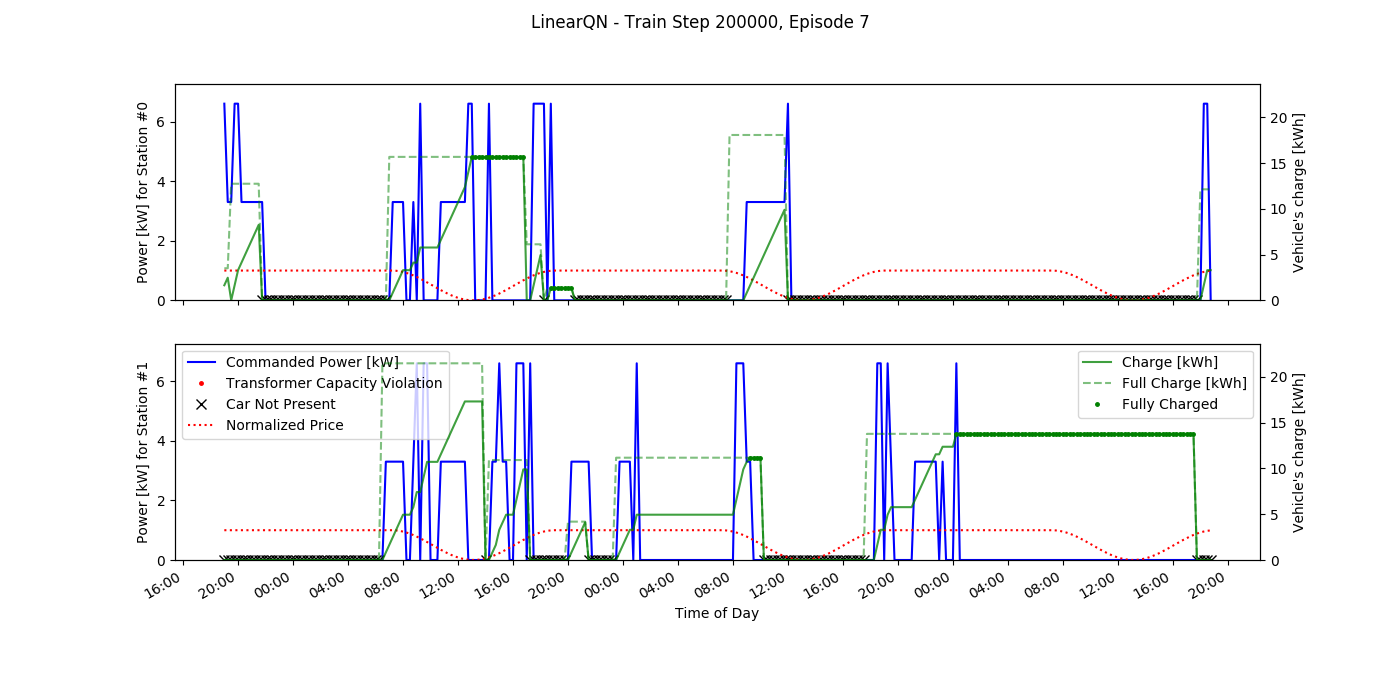 LinearQN - Train Step 200000, Episode 7
Power [kW] for Station #0
0
2
4
6
0
5
10
15
20
Vehicle's charge [kWh]
Power [kW] for Station #1
0
2
4
6
Commanded Power [kW]
Transformer Capacity Violation
Car Not Present
Normalized Price
Charge [kWh]
Full Charge [kWh]
Fully Charged
0
5
10
15
20
Vehicle's charge [kWh]
16:00 20:00 00:00 04:00 08:00 12:00 16:00 20:00 00:00 04:00 08:00 12:00 16:00 20:00 00:00 04:00 08:00 12:00 16:00 20:00
Time of Day